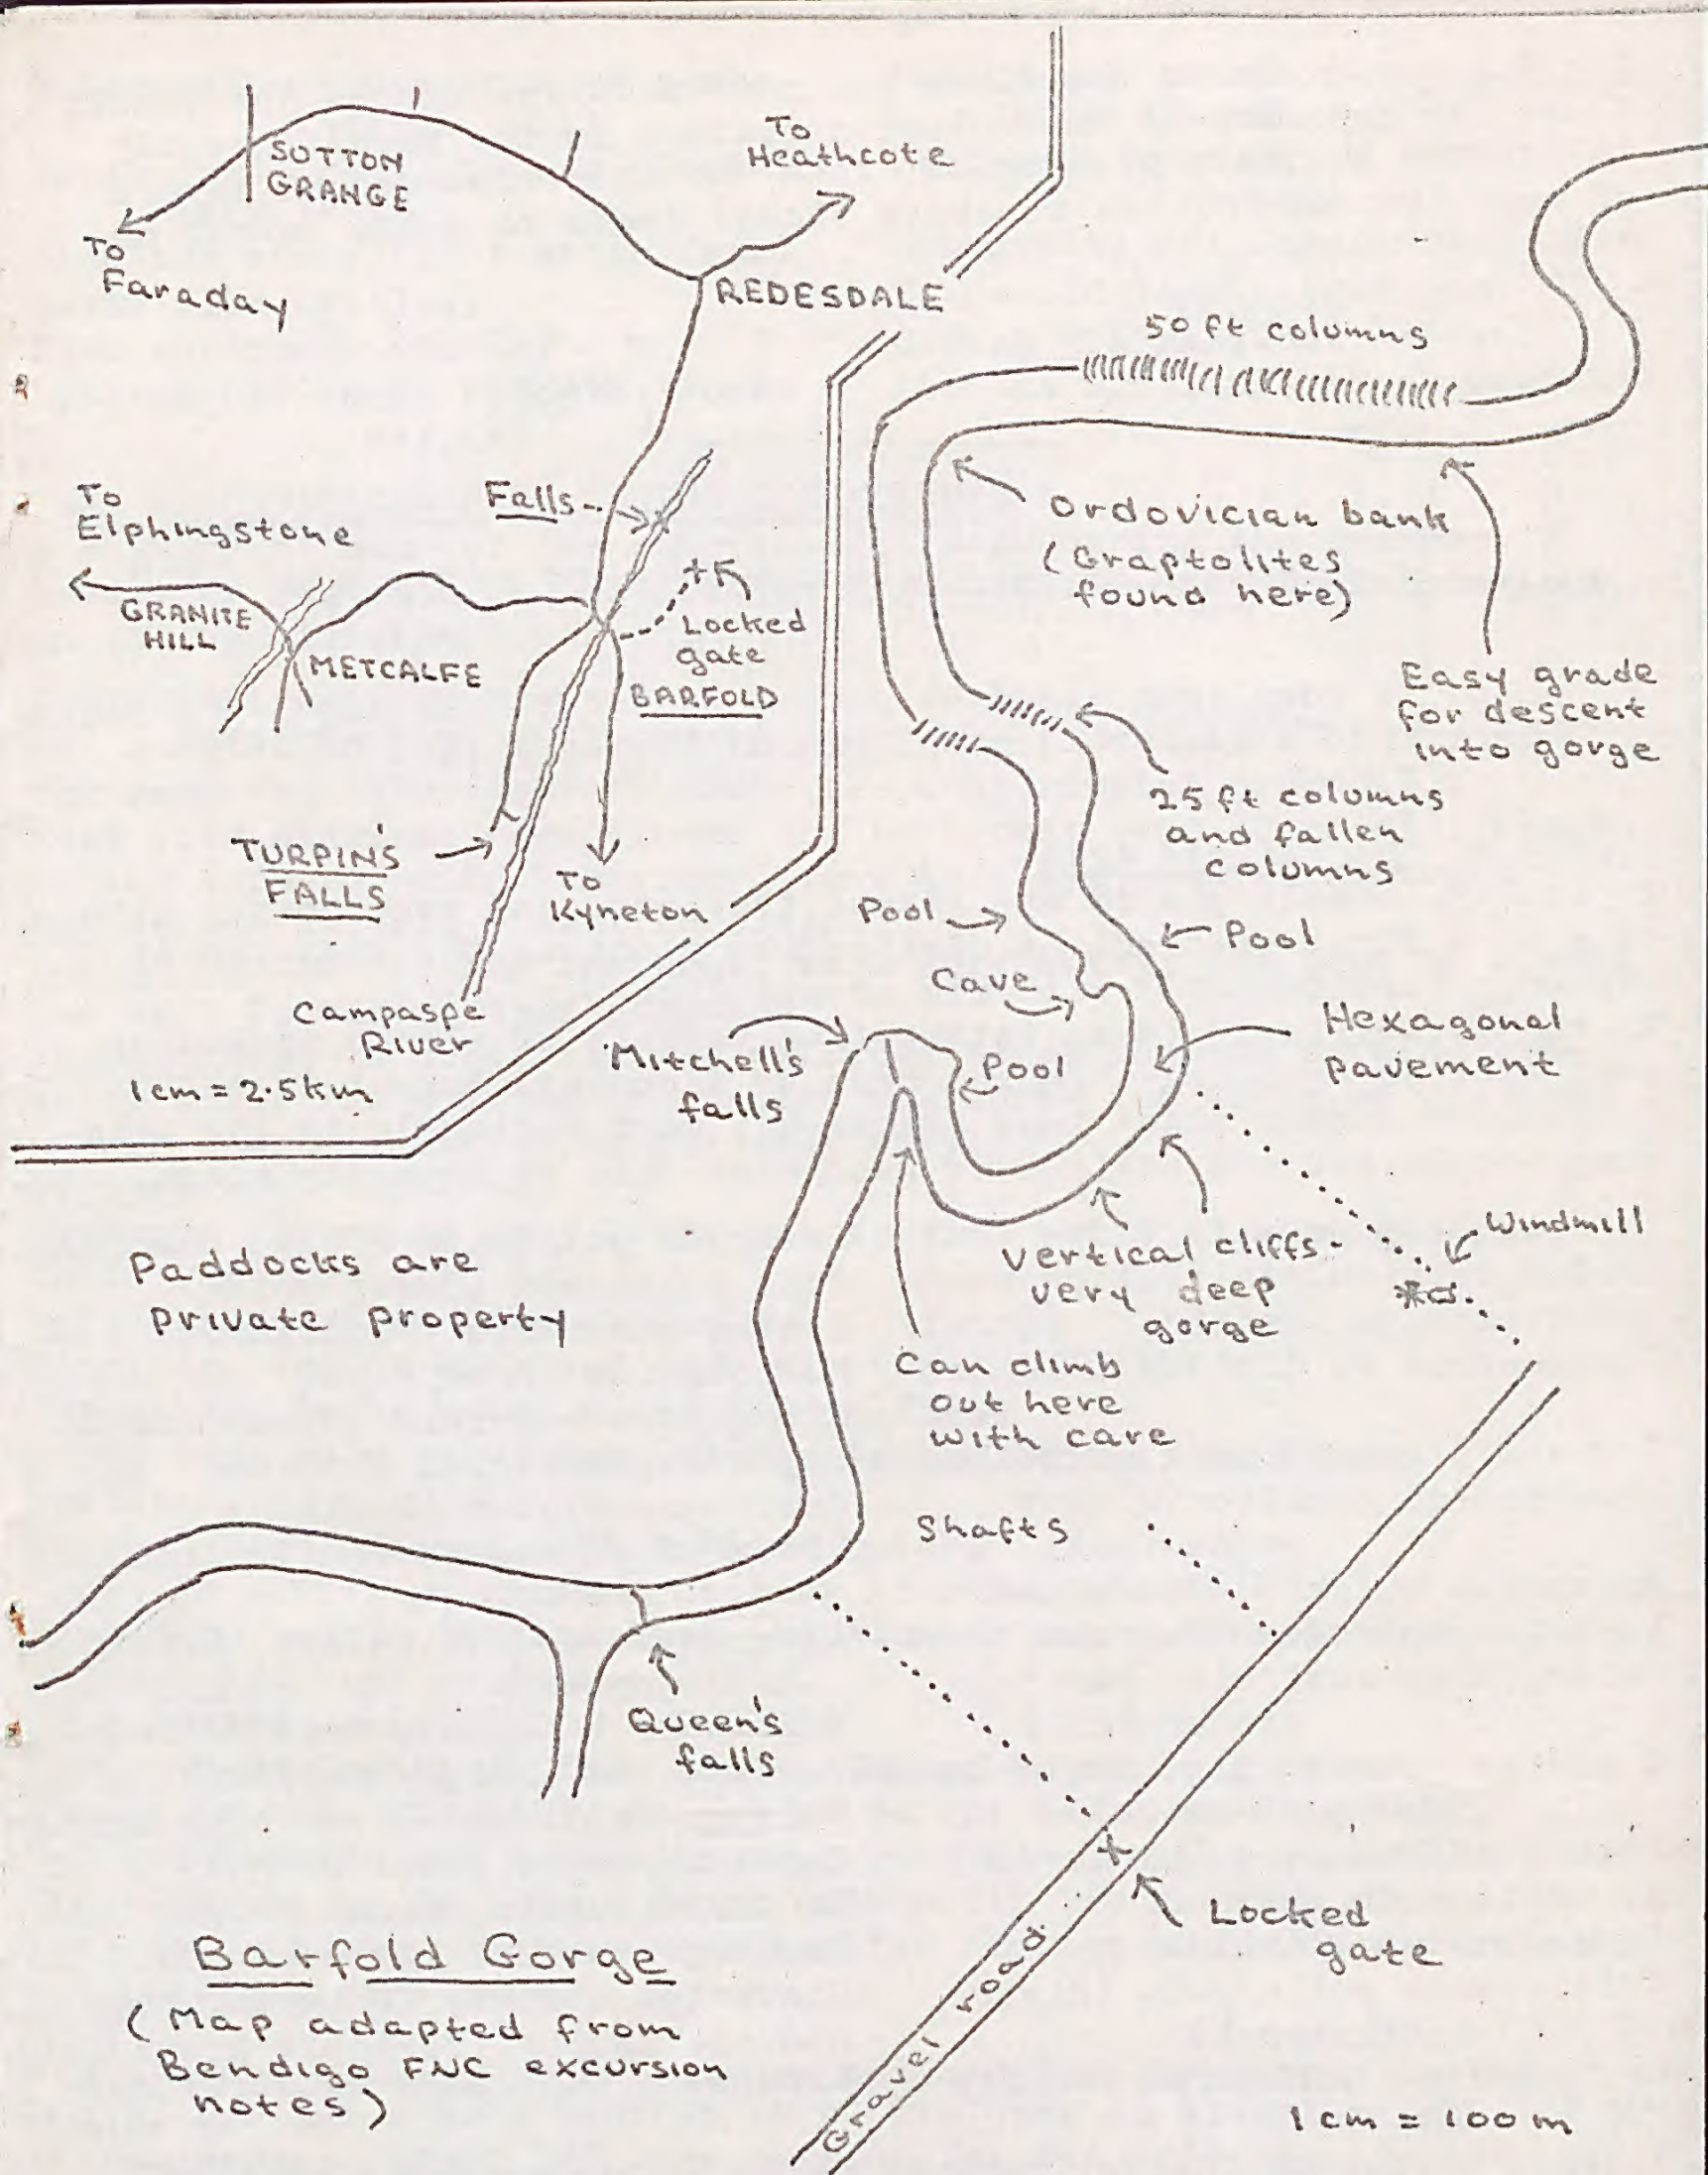 SUTTON
GRANGE
To
Heathcote
To
Faraday
REDESDALE
50 ft columns
To
Elphingstone
Falls
Ordovician bank
(Graptolites
found here)
GRANITE
HILL
METCALFE
Locked
gate
BARFOLD
Easy grade
for descent
into gorge
25 ft columns
and fallen
columns
TURPIN'S
FALLS
To
Kyneton
Pool
Pool
Cave
Campaspe
River
Hexagonal
pavement
Mitchell's
falls
Pool
1 cm = 2.5 km
Windmill
Vertical cliffs -
very deep
gorge
Paddocks are
private property
Can climb
out here
with care
Shafts
Queen's
falls
Locked
gate
Gravel road
Barfold Gorge
(Map adapted from
Bendigo FNC excursion
notes)
1 cm = 100 m